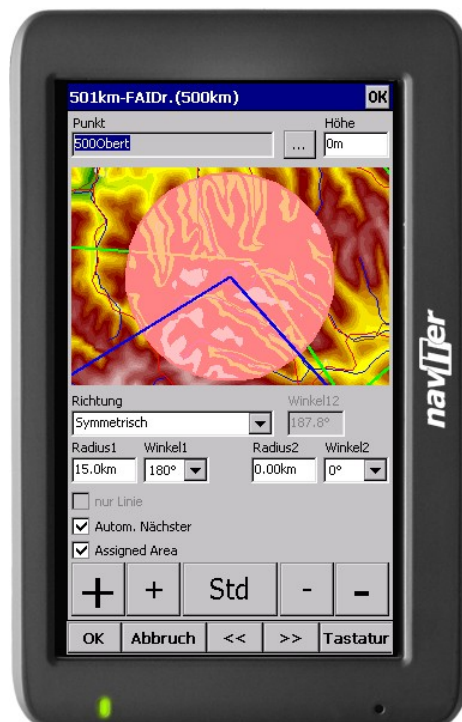 501km-FAIDr.(500km) OK
Punkt Höhe
500Obert ... 0m
Richtung Winkel12
Symmetrisch 187.8°
Radius1 Winkel1 Radius2 Winkel2
15.0km 180° 0.00km 0°
nur Linie
Autom. Nächster
Assigned Area
+ + Std - -
OK Abbruch << >> Tastatur
naviter